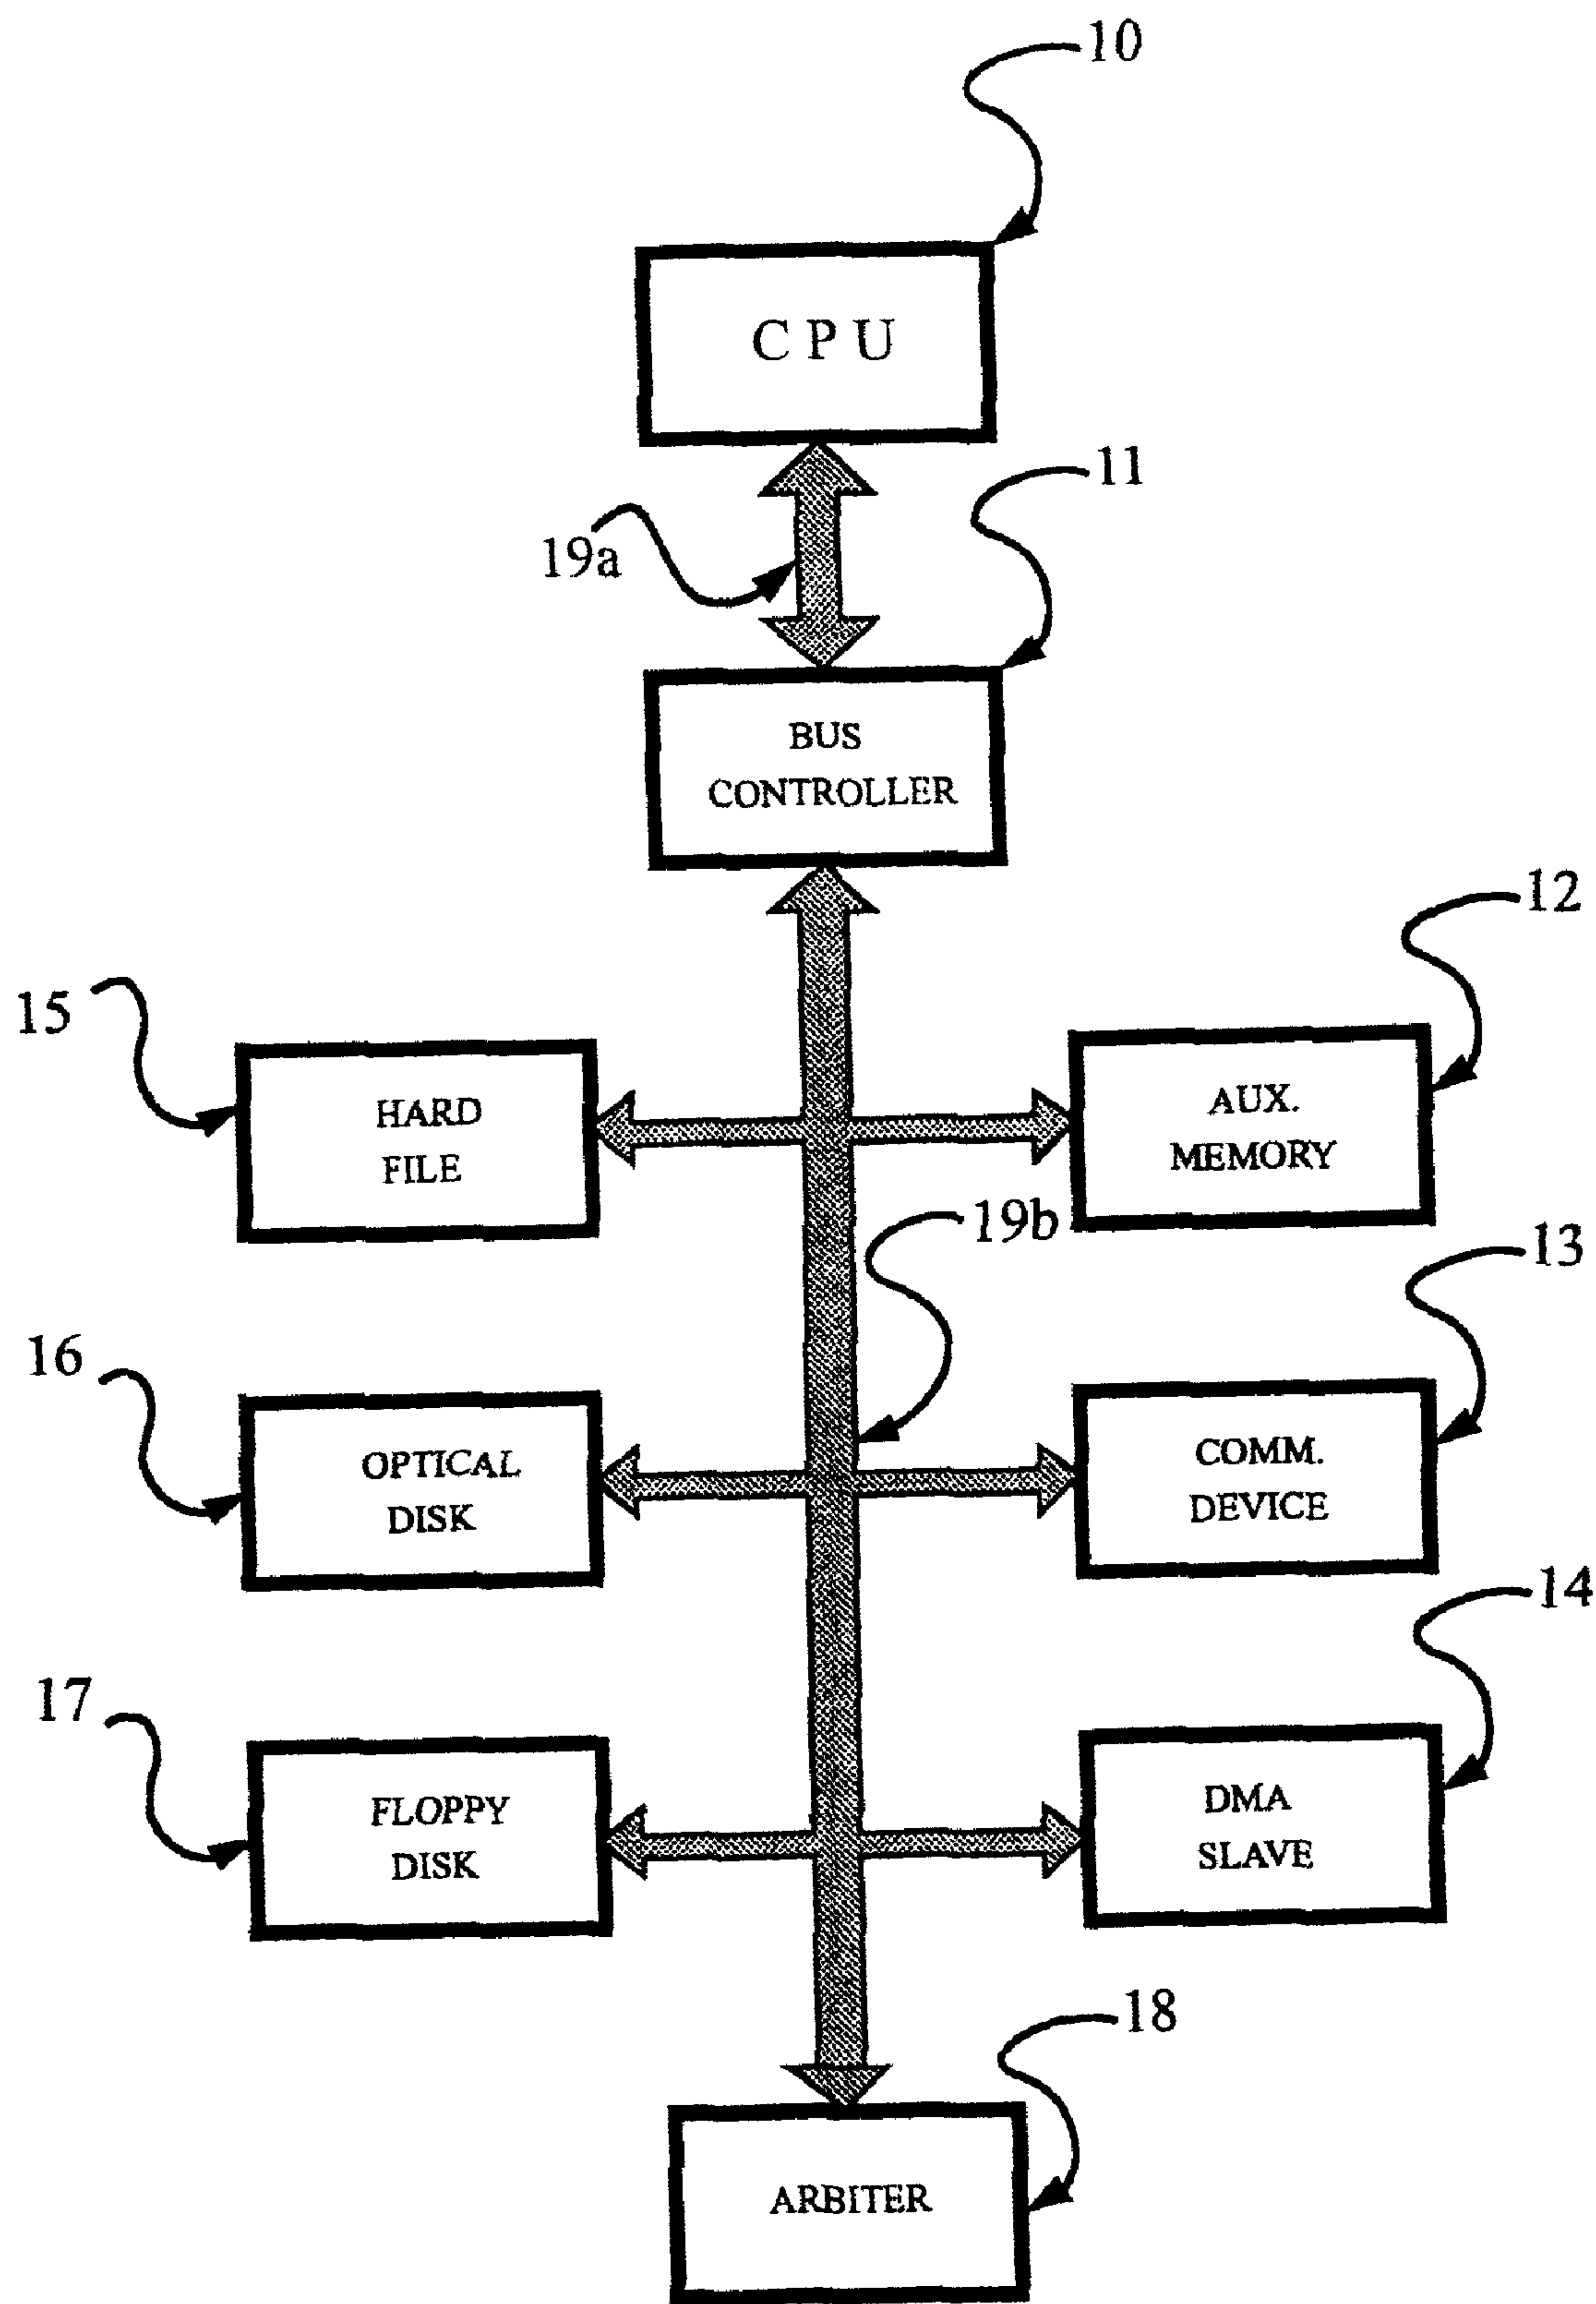 10
C P U
11
19a
BUS
CONTROLLER
12
15
HARD
FILE
AUX.
MEMORY
19b
13
16
OPTICAL
DISK
COMM.
DEVICE
14
17
FLOPPY
DISK
DMA
SLAVE
18
ARBITER